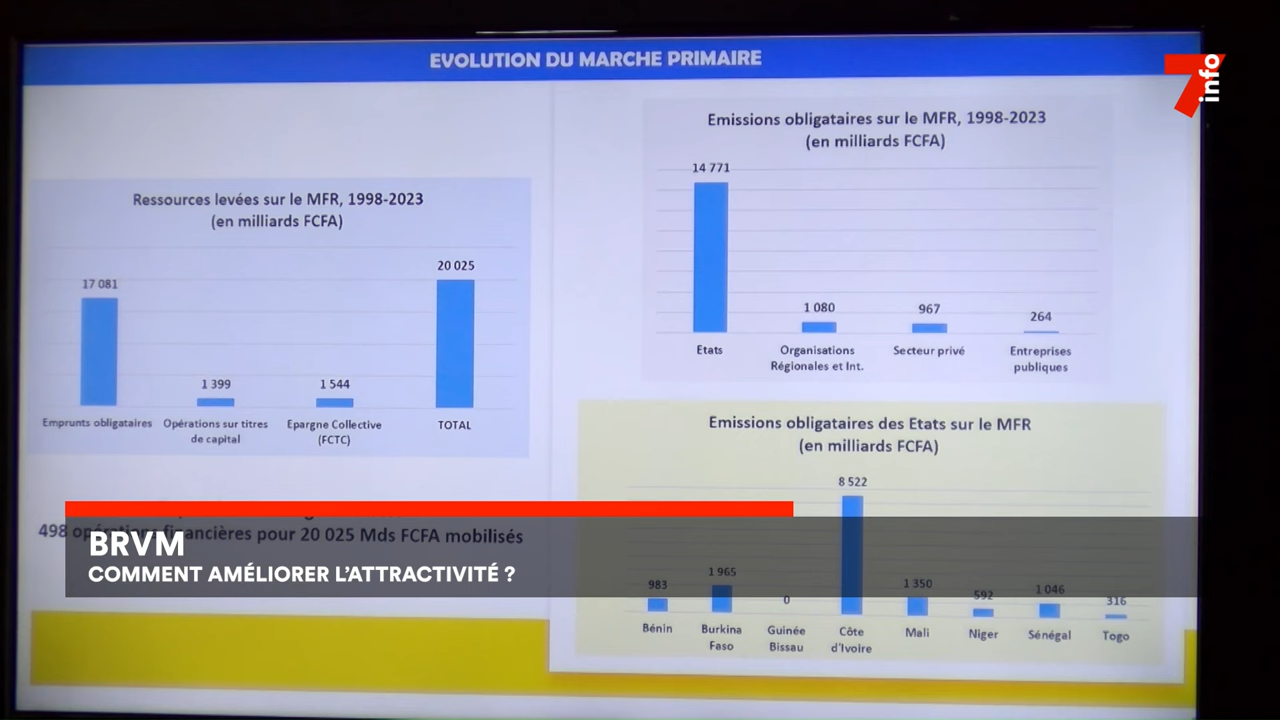 EVOLUTION DU MARCHE PRIMAIRE
7info
Ressources levées sur le MFR, 1998-2023
(en milliards FCFA)
17 081
1 399
1 544
20 025
Emprunts obligataires
Opérations sur titres
de capital
Epargne Collective
(FCTC)
TOTAL
498 opérations financières pour 20 025 Mds FCFA mobilisés
Emissions obligataires sur le MFR, 1998-2023
(en milliards FCFA)
14 771
1 080
967
264
Etats
Organisations
Régionales et Int.
Secteur privé
Entreprises
publiques
Emissions obligataires des Etats sur le MFR
(en milliards FCFA)
983
1 965
0
8 522
1 350
592
1 046
316
Bénin
Burkina
Faso
Guinée
Bissau
Côte
d'Ivoire
Mali
Niger
Sénégal
Togo
BRVM
COMMENT AMÉLIORER L'ATTRACTIVITÉ ?